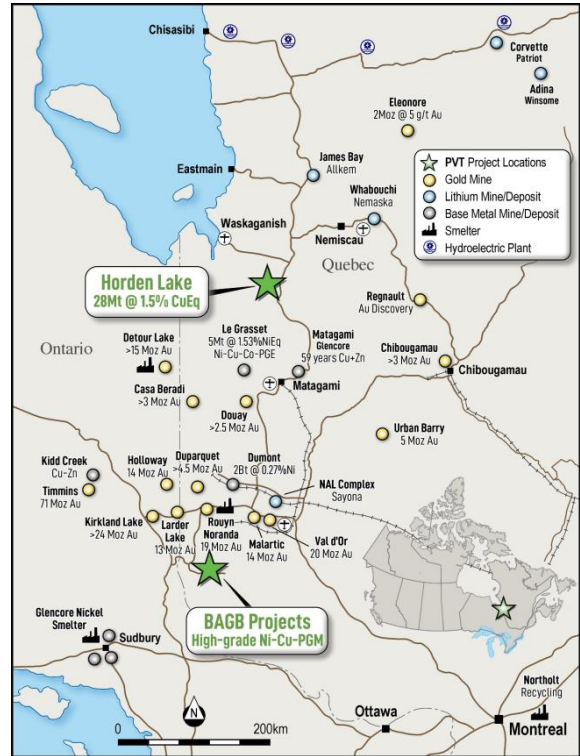 Chisasibi
Corvette
Patriot
Adina
Winsome
Eleonore
2Moz @ 5 g/t Au
PVT Project Locations
Gold Mine
Lithium Mine/Deposit
Base Metal Mine/Deposit
Smelter
Hydroelectric Plant
James Bay
Allkem
Eastmain
Whabouchi
Nemaska
Waskaganish
Nemiscau
Quebec
Horden Lake
28Mt @ 1.5% CuEq
Regnault
Au Discovery
Ontario
Detour Lake
>15 Moz Au
Le Grasset
5Mt @ 1.53%NiEq
Ni-Cu-Co-PGE
Matagami
Glencore
59 years Cu+Zn
Chibougamau
>3 Moz Au
Chibougamau
Matagami
Casa Beradi
>3 Moz Au
Douay
>2.5 Moz Au
Urban Barry
5 Moz Au
Kidd Creek
Cu-Zn
Timmins
71 Moz Au
Holloway
14 Moz Au
Duparquet
>4.5 Moz Au
Dumont
2Bt @ 0.27%Ni
NAL Complex
Sayona
Kirkland Lake
>24 Moz Au
Larder
Lake
13 Moz Au
Rouyn
Noranda
19 Moz Au
Malartic
14 Moz Au
Val d'Or
20 Moz Au
BAGB Projects
High-grade Ni-Cu-PGM
Glencore Nickel
Smelter
Sudbury
Northolt
Recycling
Ottawa
Montreal
0
200km